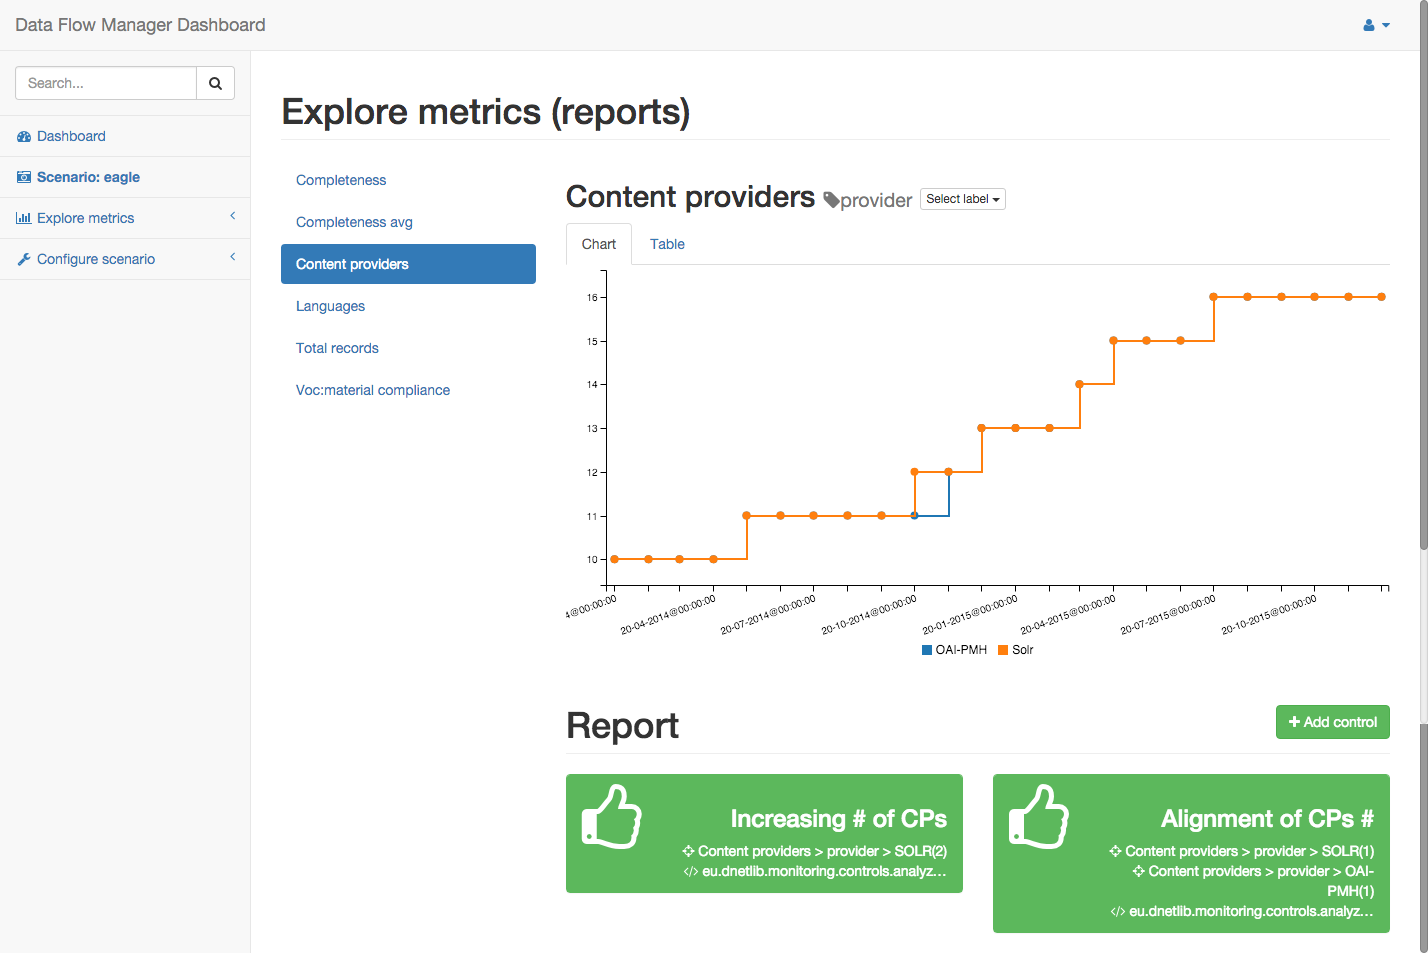 Data Flow Manager Dashboard
Search...
Dashboard
Scenario: eagle
Explore metrics
Configure scenario
Explore metrics (reports)
Completeness
Completeness avg
Content providers
Languages
Total records
Voc:material compliance
Content providers provider Select label
Chart Table
16
15
14
13
12
11
10
4@00:00:00 20-04-2014@00:00:00 20-07-2014@00:00:00 20-10-2014@00:00:00 20-01-2015@00:00:00 20-04-2015@00:00:00 20-07-2015@00:00:00 20-10-2015@00:00:00
OAI-PMH Solr
Report
Add control
Increasing # of CPs
Content providers > provider > SOLR(2)
eu.dnetlib.monitoring.controls.analyz...
Alignment of CPs #
Content providers > provider > SOLR(1)
Content providers > provider > OAI-
PMH(1)
eu.dnetlib.monitoring.controls.analyz...